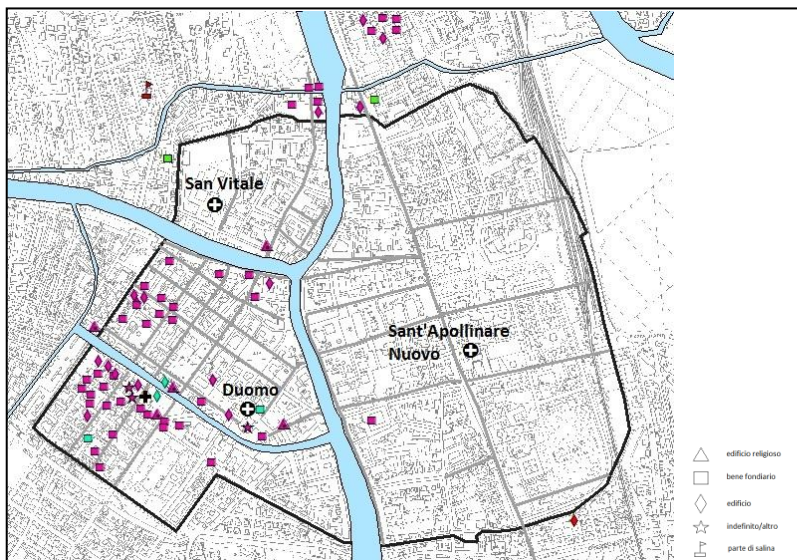 San Vitale
Sant'Apollinare
Nuovo
Duomo
edificio religioso
bene fondiario
edificio
indefinito/altro
parte di salina